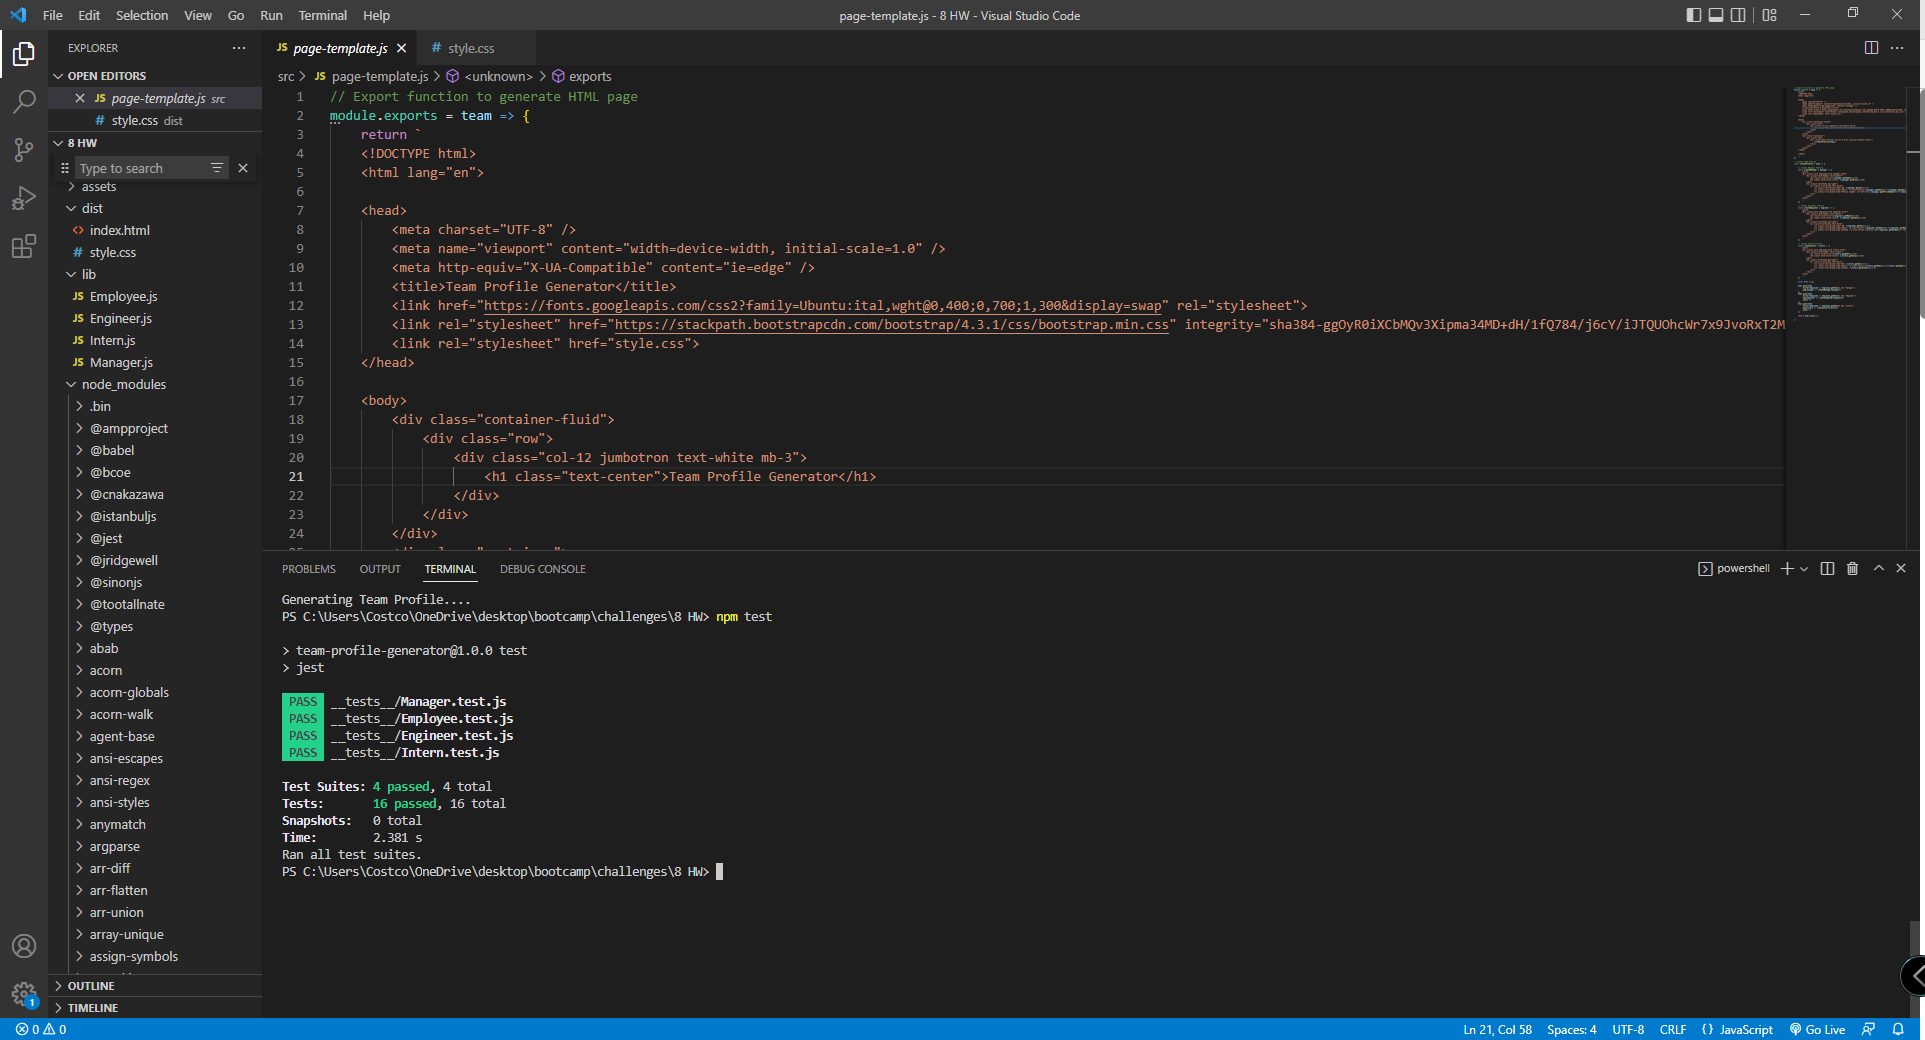 File Edit Selection View Go Run Terminal Help
page-template.js - 8 HW - Visual Studio Code
EXPLORER
OPEN EDITORS
JS page-template.js src
# style.css dist
8 HW
Type to search
assets
dist
<> index.html
# style.css
lib
JS Employee.js
JS Engineer.js
JS Intern.js
JS Manager.js
node_modules
.bin
@ampproject
@babel
@bcoe
@cnakazawa
@istanbuljs
@jest
@jridgewell
@sinonjs
@tootallnate
@types
abab
acorn
acorn-globals
acorn-walk
agent-base
ansi-escapes
ansi-regex
ansi-styles
anymatch
argparse
arr-diff
arr-flatten
arr-union
array-unique
assign-symbols
OUTLINE
TIMELINE
JS page-template.js
# style.css
src > JS page-template.js > <unknown> > exports
1 // Export function to generate HTML page
2 module.exports = team => {
3 return `
4 <!DOCTYPE html>
5 <html lang="en">
6
7 <head>
8 <meta charset="UTF-8" />
9 <meta name="viewport" content="width=device-width, initial-scale=1.0" />
10 <meta http-equiv="X-UA-Compatible" content="ie=edge" />
11 <title>Team Profile Generator</title>
12 <link href="https://fonts.googleapis.com/css2?family=Ubuntu:ital,wght@0,400;0,700;1,300&display=swap" rel="stylesheet">
13 <link rel="stylesheet" href="https://stackpath.bootstrapcdn.com/bootstrap/4.3.1/css/bootstrap.min.css" integrity="sha384-ggOyR0iXCbMQv3Xipma34MD+dH/1fQ784/j6cY/iJTQUOhcWr7x9JvoRxT2M
14 <link rel="stylesheet" href="style.css">
15 </head>
16
17 <body>
18 <div class="container-fluid">
19 <div class="row">
20 <div class="col-12 jumbotron text-white mb-3">
21 <h1 class="text-center">Team Profile Generator</h1>
22 </div>
23 </div>
24 </div>
PROBLEMS OUTPUT TERMINAL DEBUG CONSOLE
powershell
Generating Team Profile....
PS C:\Users\Costco\OneDrive\desktop\bootcamp\challenges\8 HW> npm test
> team-profile-generator@1.0.0 test
> jest
PASS __tests__/Manager.test.js
PASS __tests__/Employee.test.js
PASS __tests__/Engineer.test.js
PASS __tests__/Intern.test.js
Test Suites: 4 passed, 4 total
Tests: 16 passed, 16 total
Snapshots: 0 total
Time: 2.381 s
Ran all test suites.
PS C:\Users\Costco\OneDrive\desktop\bootcamp\challenges\8 HW>
1
0 0
Ln 21, Col 58 Spaces: 4 UTF-8 CRLF JavaScript Go Live